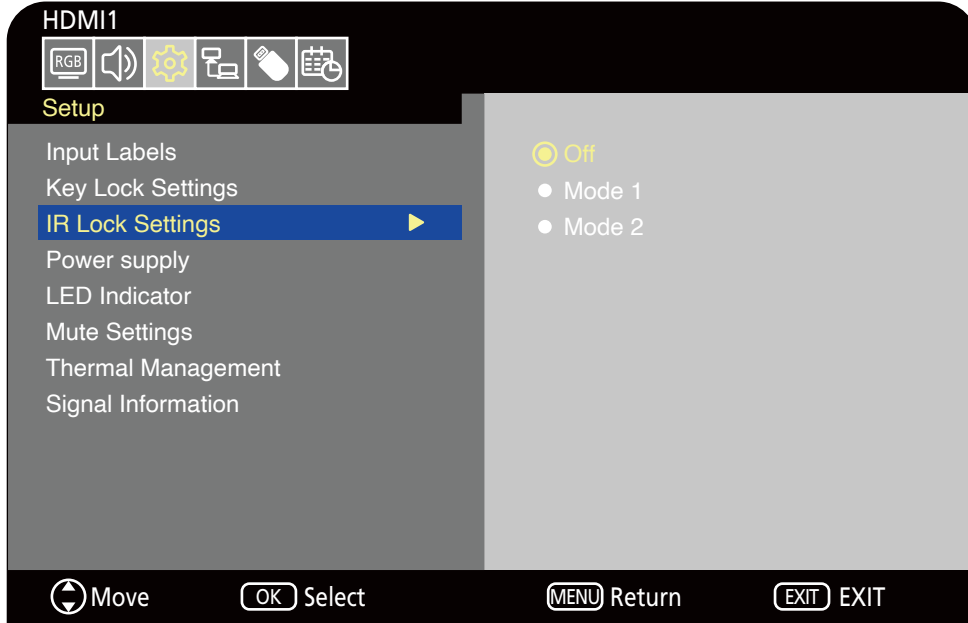 HDMI1
RGB
Setup
Input Labels
Key Lock Settings
IR Lock Settings
Power supply
LED Indicator
Mute Settings
Thermal Management
Signal Information
Off
Mode 1
Mode 2
Move OK Select MENU Return EXIT EXIT